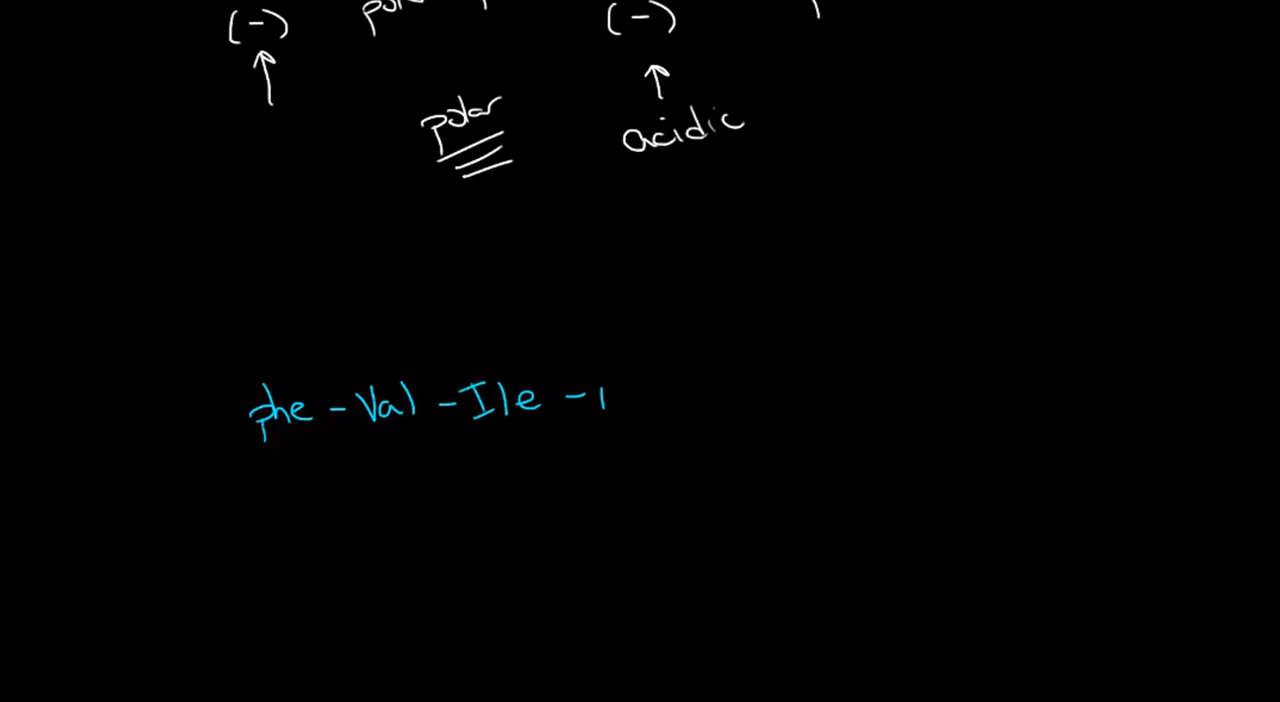 (-) (-)
polar acidic
phe - Val - Ile -